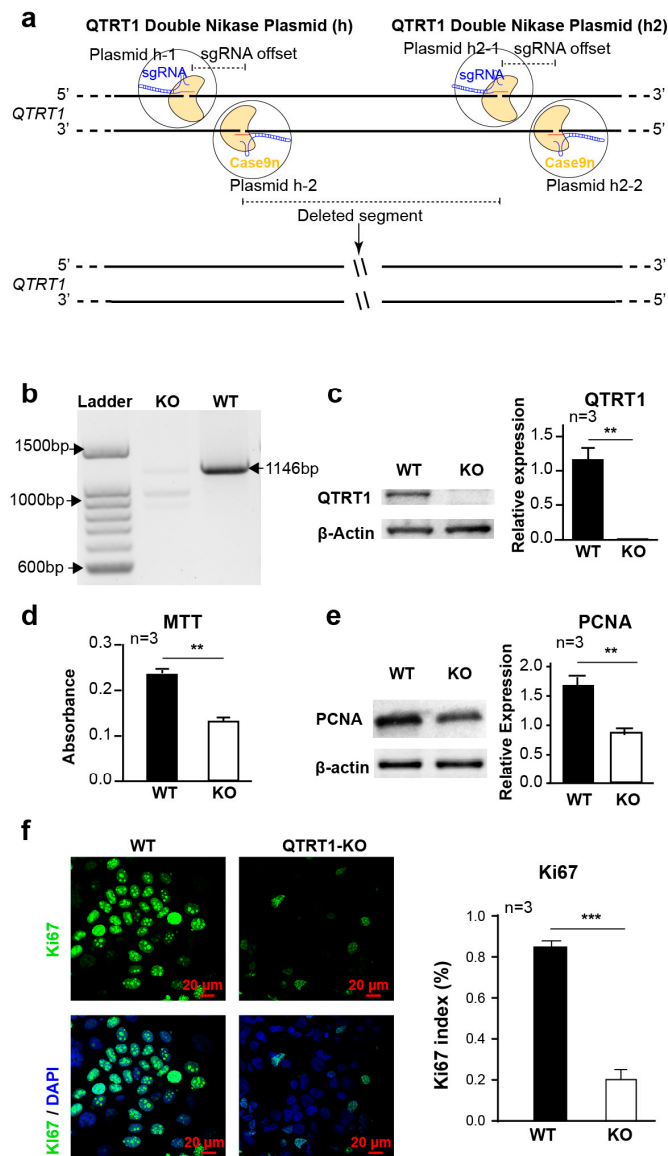 a
QTRT1 Double Nikase Plasmid (h)
QTRT1 Double Nikase Plasmid (h2)
Plasmid h-1
sgRNA offset
Plasmid h2-1
sgRNA offset
sgRNA
sgRNA
5’
3’
QTRT1
3’
5’
Case9n
Case9n
Plasmid h-2
Plasmid h2-2
Deleted segment
5’
3’
QTRT1
3’
5’
b
Ladder KO WT
1500bp
1146bp
1000bp
600bp
c
QTRT1
n=3
**
WT KO
QTRT1
β-Actin
Relative expression
1.5
1.0
0.5
0.0
WT KO
d
MTT
n=3
**
Absorbance
0.3
0.2
0.1
0.0
WT KO
e
PCNA
n=3
**
WT KO
PCNA
β-actin
Relative Expression
2.0
1.5
1.0
0.5
0.0
WT KO
f
WT
QTRT1-KO
Ki67
20 μm
20 μm
KI67 / DAPI
20 μm
20 μm
Ki67
n=3
***
Ki67 index (%)
1.0
0.8
0.6
0.4
0.2
0.0
WT KO